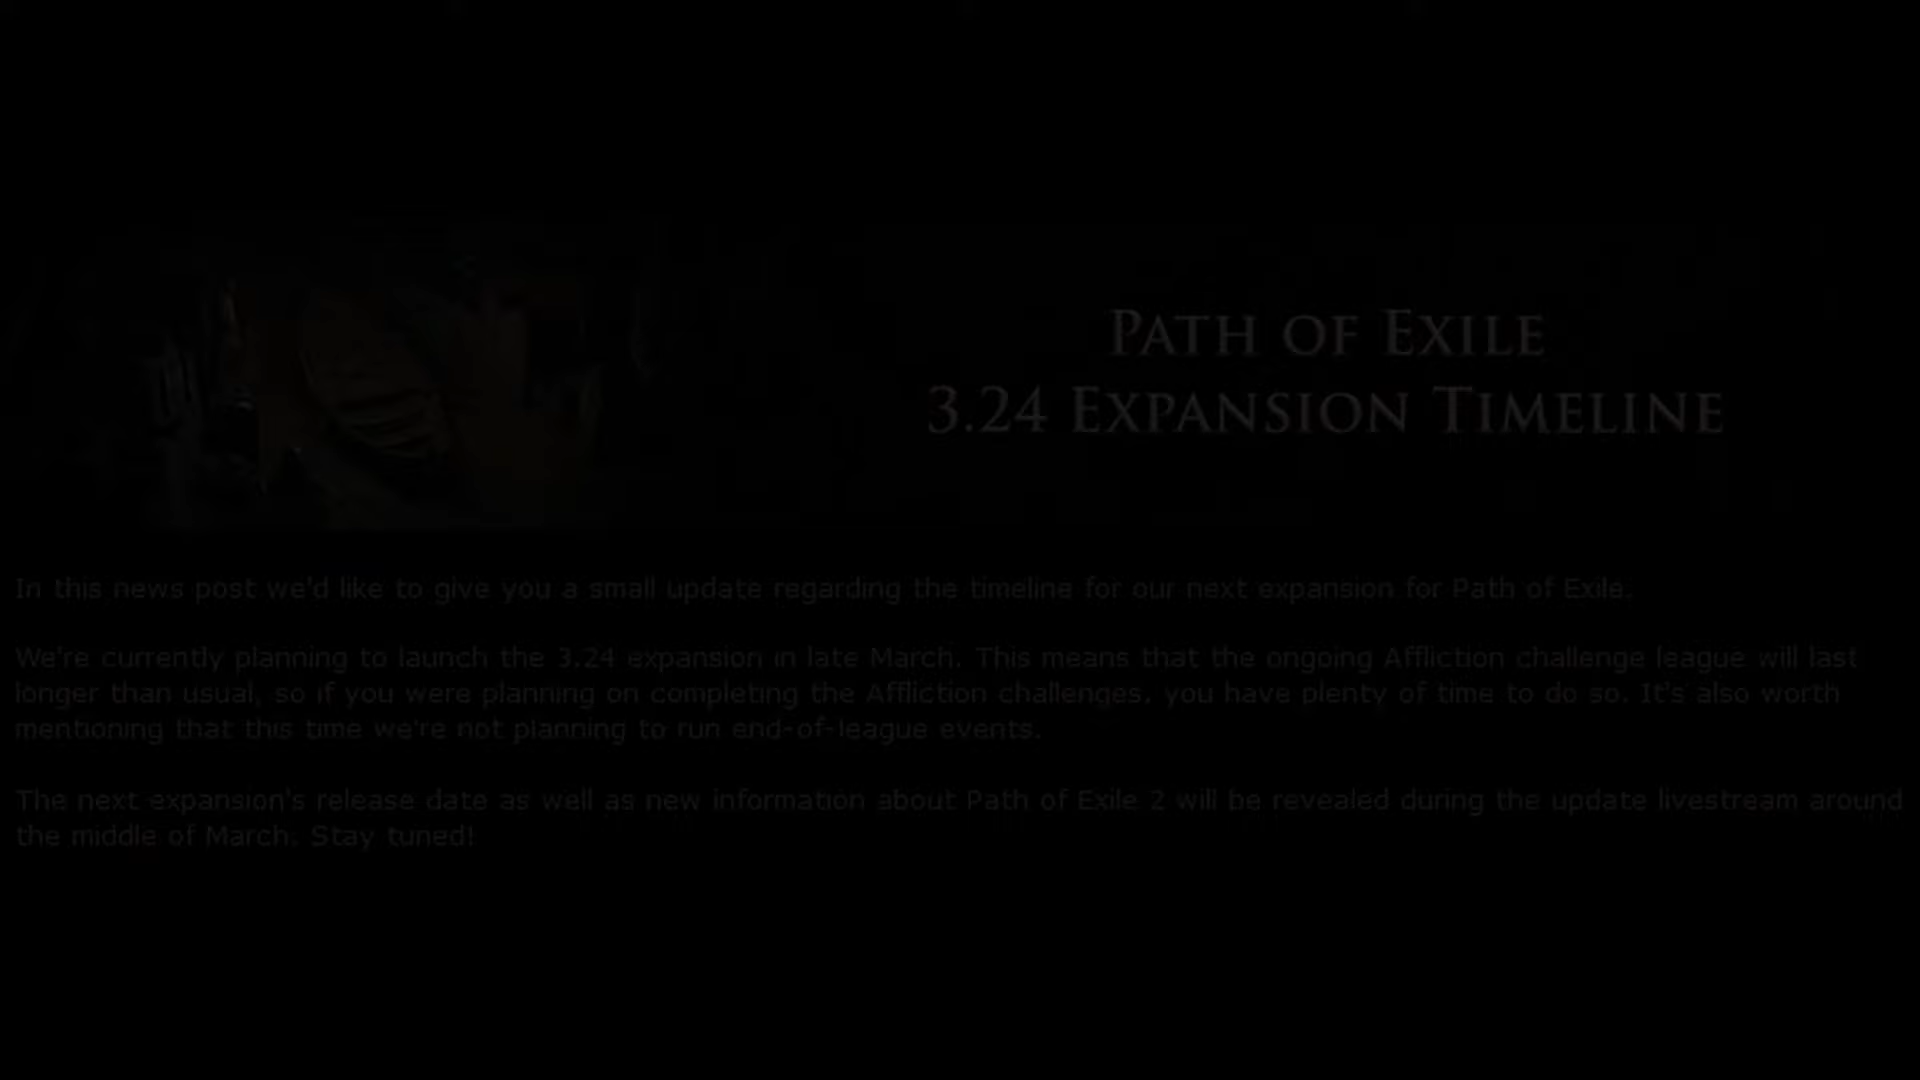 PATH OF EXILE
3.24 EXPANSION TIMELINE
In this news post we'd like to give you a small update regarding the timeline for our next expansion for Path of Exile.
We're currently planning to launch the 3.24 expansion in late March. This means that the ongoing Affliction challenge league will last
longer than usual, so if you were planning on completing the Affliction challenges, you have plenty of time to do so. It's also worth
mentioning that this time we're not planning to run end-of-league events.
The next expansion's release date as well as new information about Path of Exile 2 will be revealed during the update livestream around
the middle of March. Stay tuned!